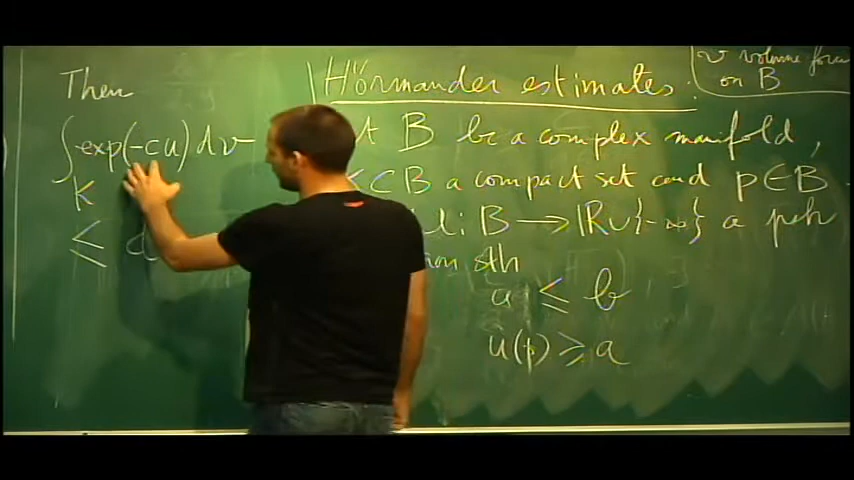 Then
∫ exp(-cu) dv
K
≤ d
v volume form
on B
Hörmander estimates.
B be a complex manifold,
⊂ B a compact set and p∈B
u: B → ℝ∪{-∞} a psh
sth
a ≤ b
u(p) ≥ a